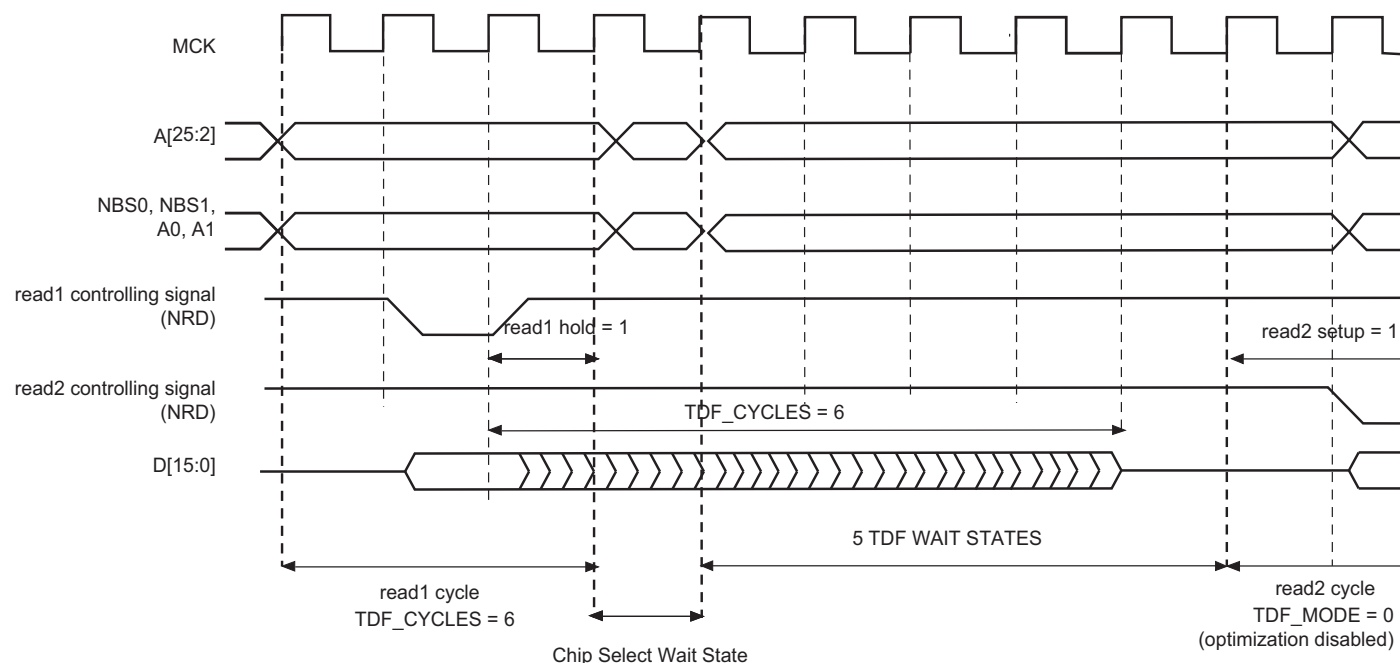 MCK
A[25:2]
NBS0, NBS1,
A0, A1
read1 controlling signal
(NRD)
read1 hold = 1
read2 setup = 1
read2 controlling signal
(NRD)
TDF_CYCLES = 6
D[15:0]
5 TDF WAIT STATES
read1 cycle
TDF_CYCLES = 6
read2 cycle
TDF_MODE = 0
(optimization disabled)
Chip Select Wait State